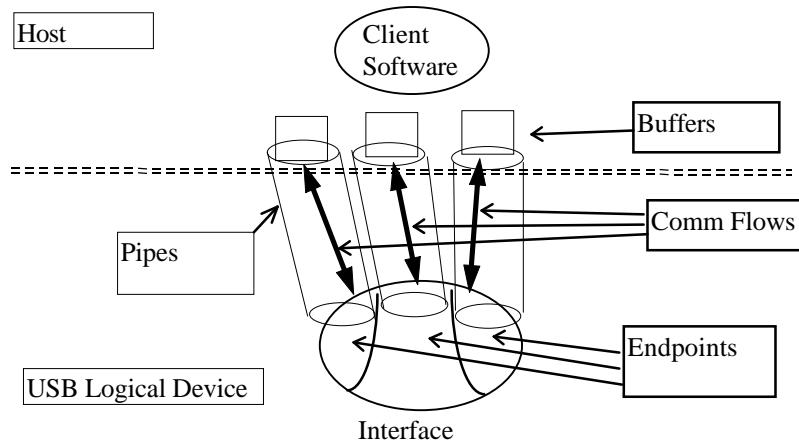 Host
Client
Software
Buffers
Comm Flows
Pipes
Endpoints
USB Logical Device
Interface